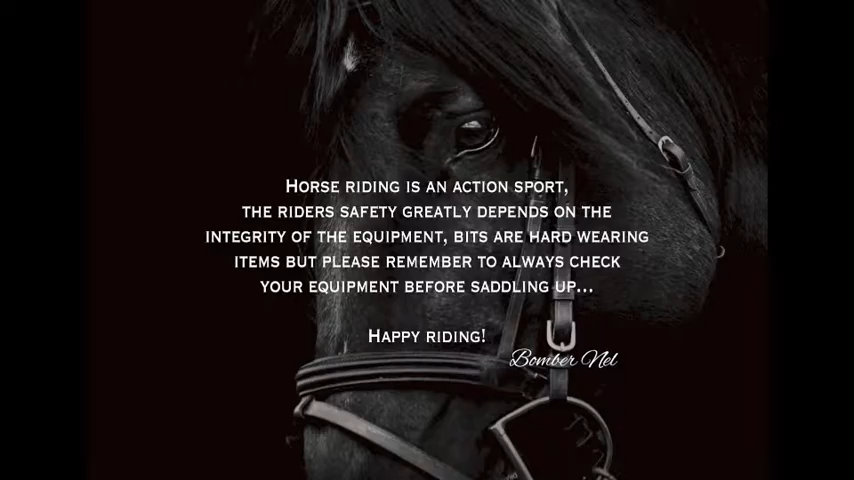 Horse riding is an action sport,
the riders safety greatly depends on the
integrity of the equipment, bits are hard wearing
items but please remember to always check
your equipment before saddling up...
Happy riding!
Bomber Nel